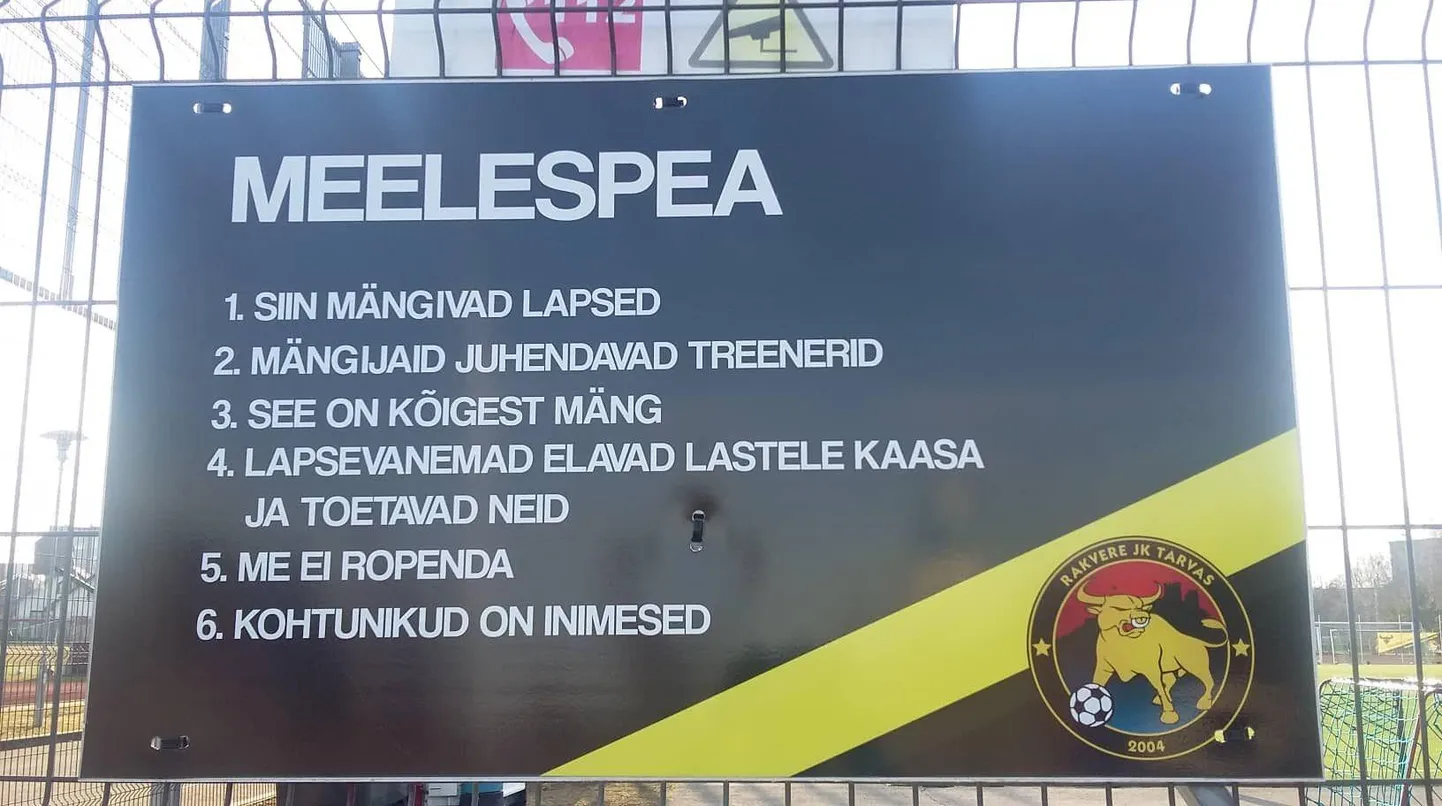 112
MEELESPEA
1. SIIN MÄNGIVAD LAPSED
2. MÄNGIJAID JUHENDAVAD TREENERID
3. SEE ON KÕIGEST MÄNG
4. LAPSEVANEMAD ELAVAD LASTELE KAASA
JA TOETAVAD NEID
5. ME EI ROPENDA
6. KOHTUNIKUD ON INIMESED
RAKVERE JK TARVAS
2004